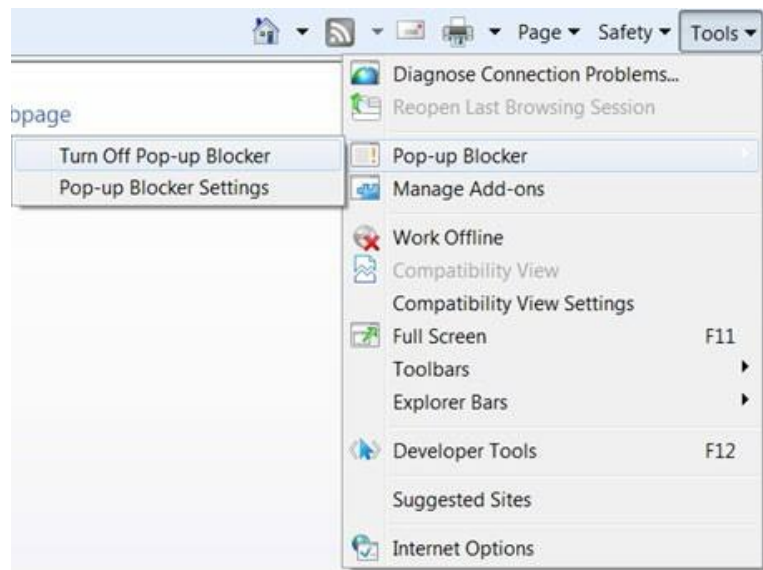 Page Safety Tools
Diagnose Connection Problems...
Reopen Last Browsing Session
bpage
Turn Off Pop-up Blocker
Pop-up Blocker Settings
Pop-up Blocker
Manage Add-ons
Work Offline
Compatibility View
Compatibility View Settings
Full Screen F11
Toolbars
Explorer Bars
Developer Tools F12
Suggested Sites
Internet Options